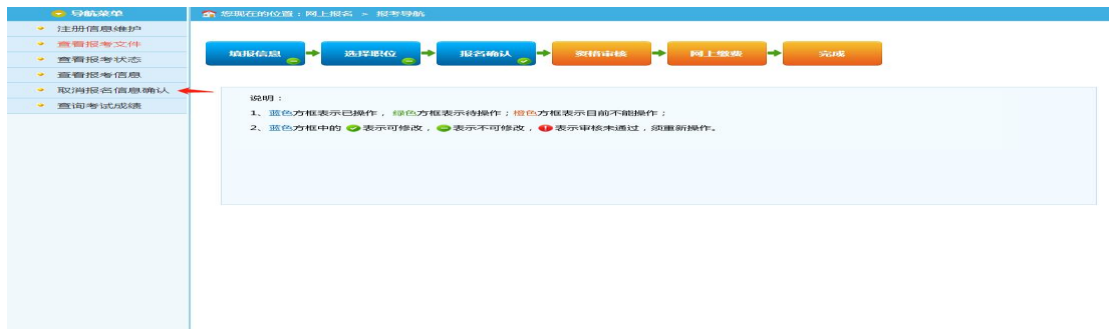 导航菜单
您现在的位置：网上报名 > 报考导航
注册信息维护
查看报考文件
查看报考状态
查看报考信息
取消报名信息确认
查询考试成绩
填报信息
选择职位
报名确认
资格审核
网上缴费
完成
说明：
1、蓝色方框表示已操作，绿色方框表示待操作；橙色方框表示目前不能操作；
2、蓝色方框中的 表示可修改， 表示不可修改， 表示审核未通过，须重新操作。